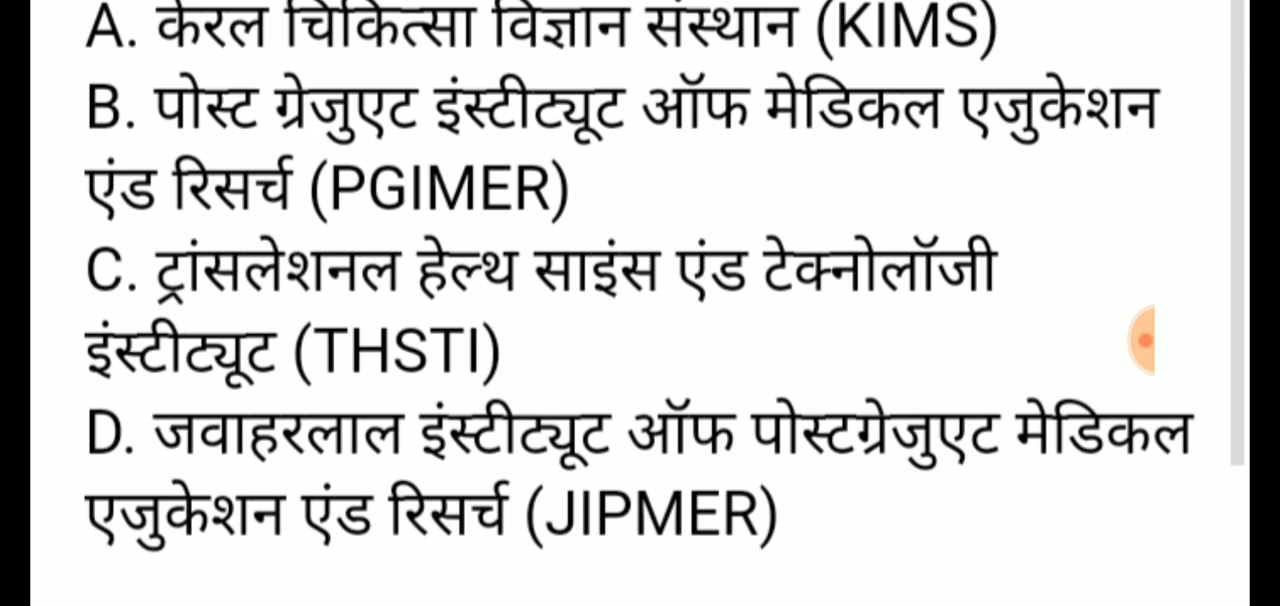 A. केरल चिकित्सा विज्ञान संस्थान (KIMS)
B. पोस्ट ग्रेजुएट इंस्टीट्यूट ऑफ मेडिकल एजुकेशन
एंड रिसर्च (PGIMER)
C. ट्रांसलेशनल हेल्थ साइंस एंड टेक्नोलॉजी
इंस्टीट्यूट (THSTI)
D. जवाहरलाल इंस्टीट्यूट ऑफ पोस्टग्रेजुएट मेडिकल
एजुकेशन एंड रिसर्च (JIPMER)